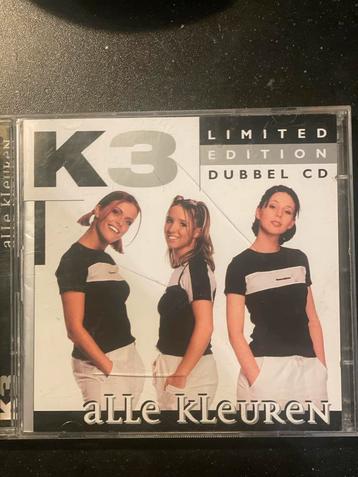 K3
LIMITED
EDITION
DUBBEL CD
alle kleuren
K3 alle kleuren